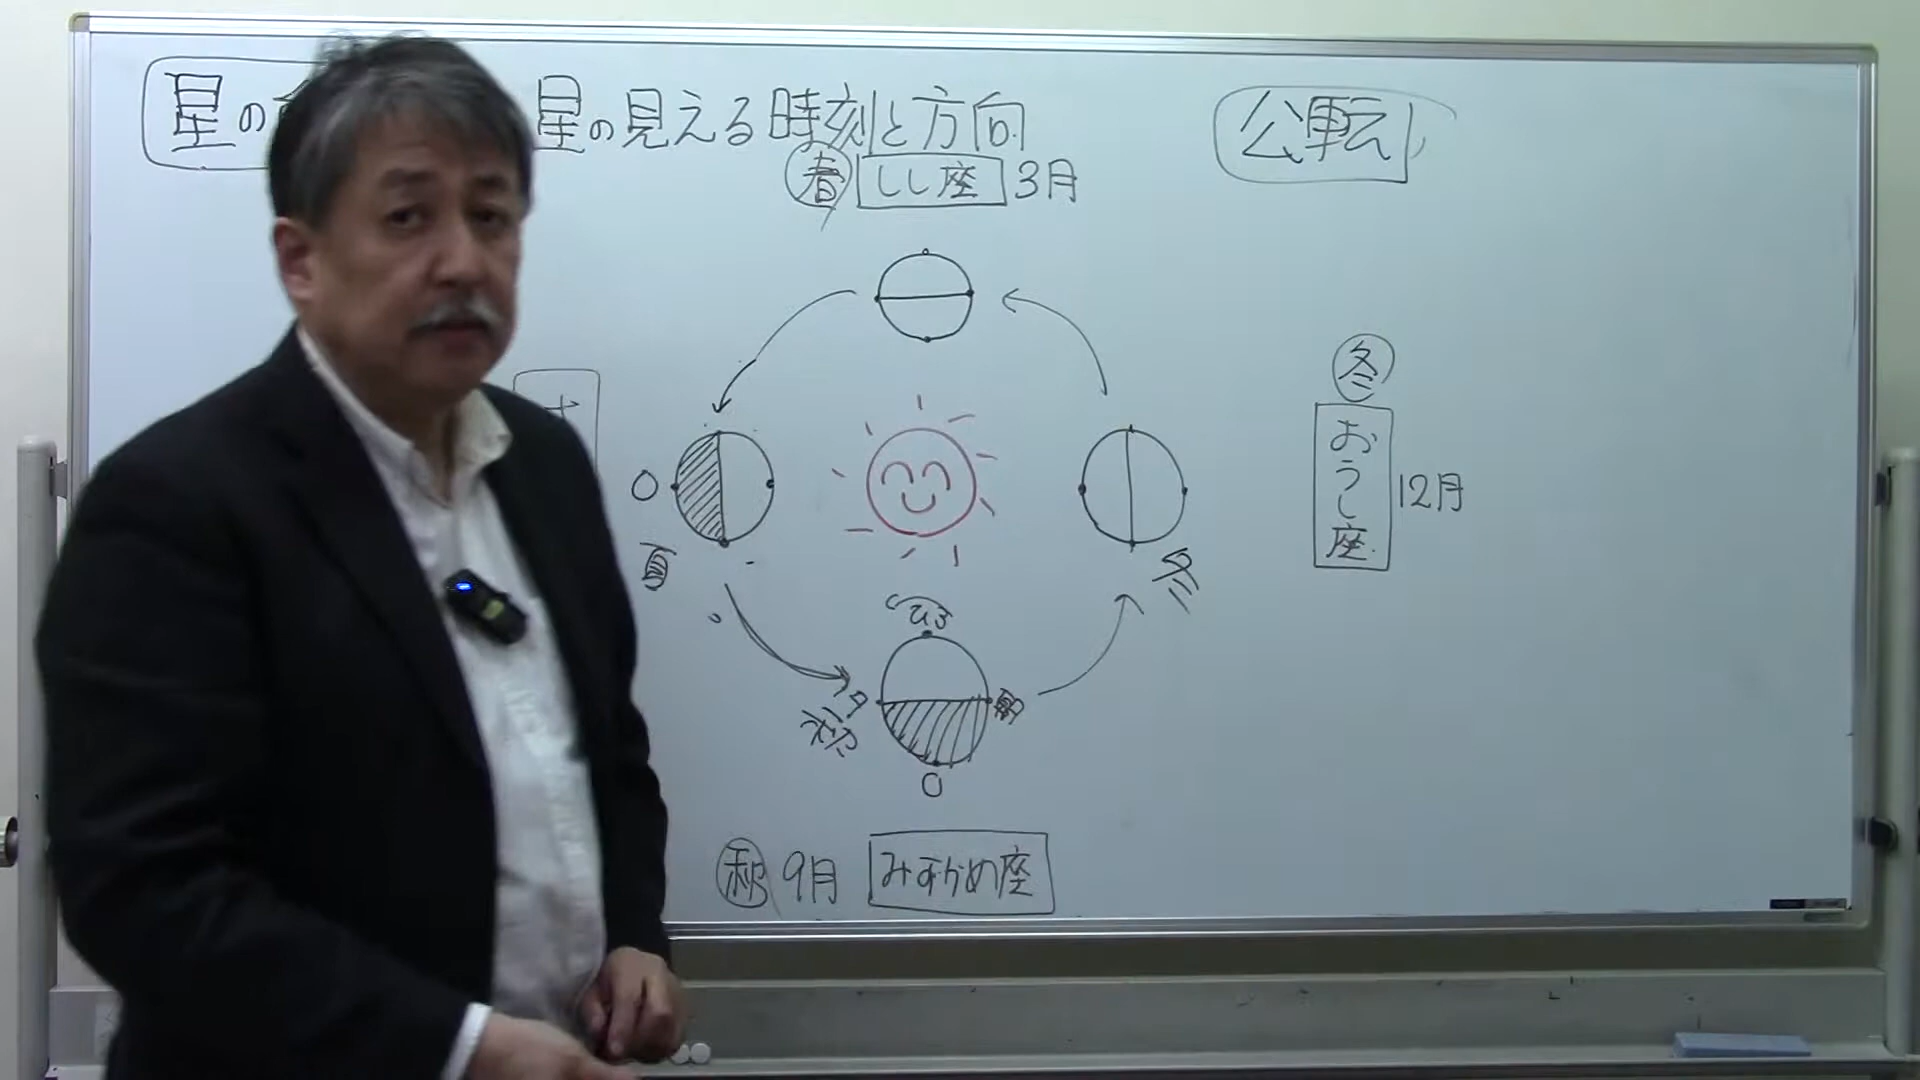 星の 星の見える時刻と方向
公転
春 しし座 3月
冬
おうし座
12月
0
夏
冬
ひる
夕
朝
秋
0
秋 9月 みずがめ座